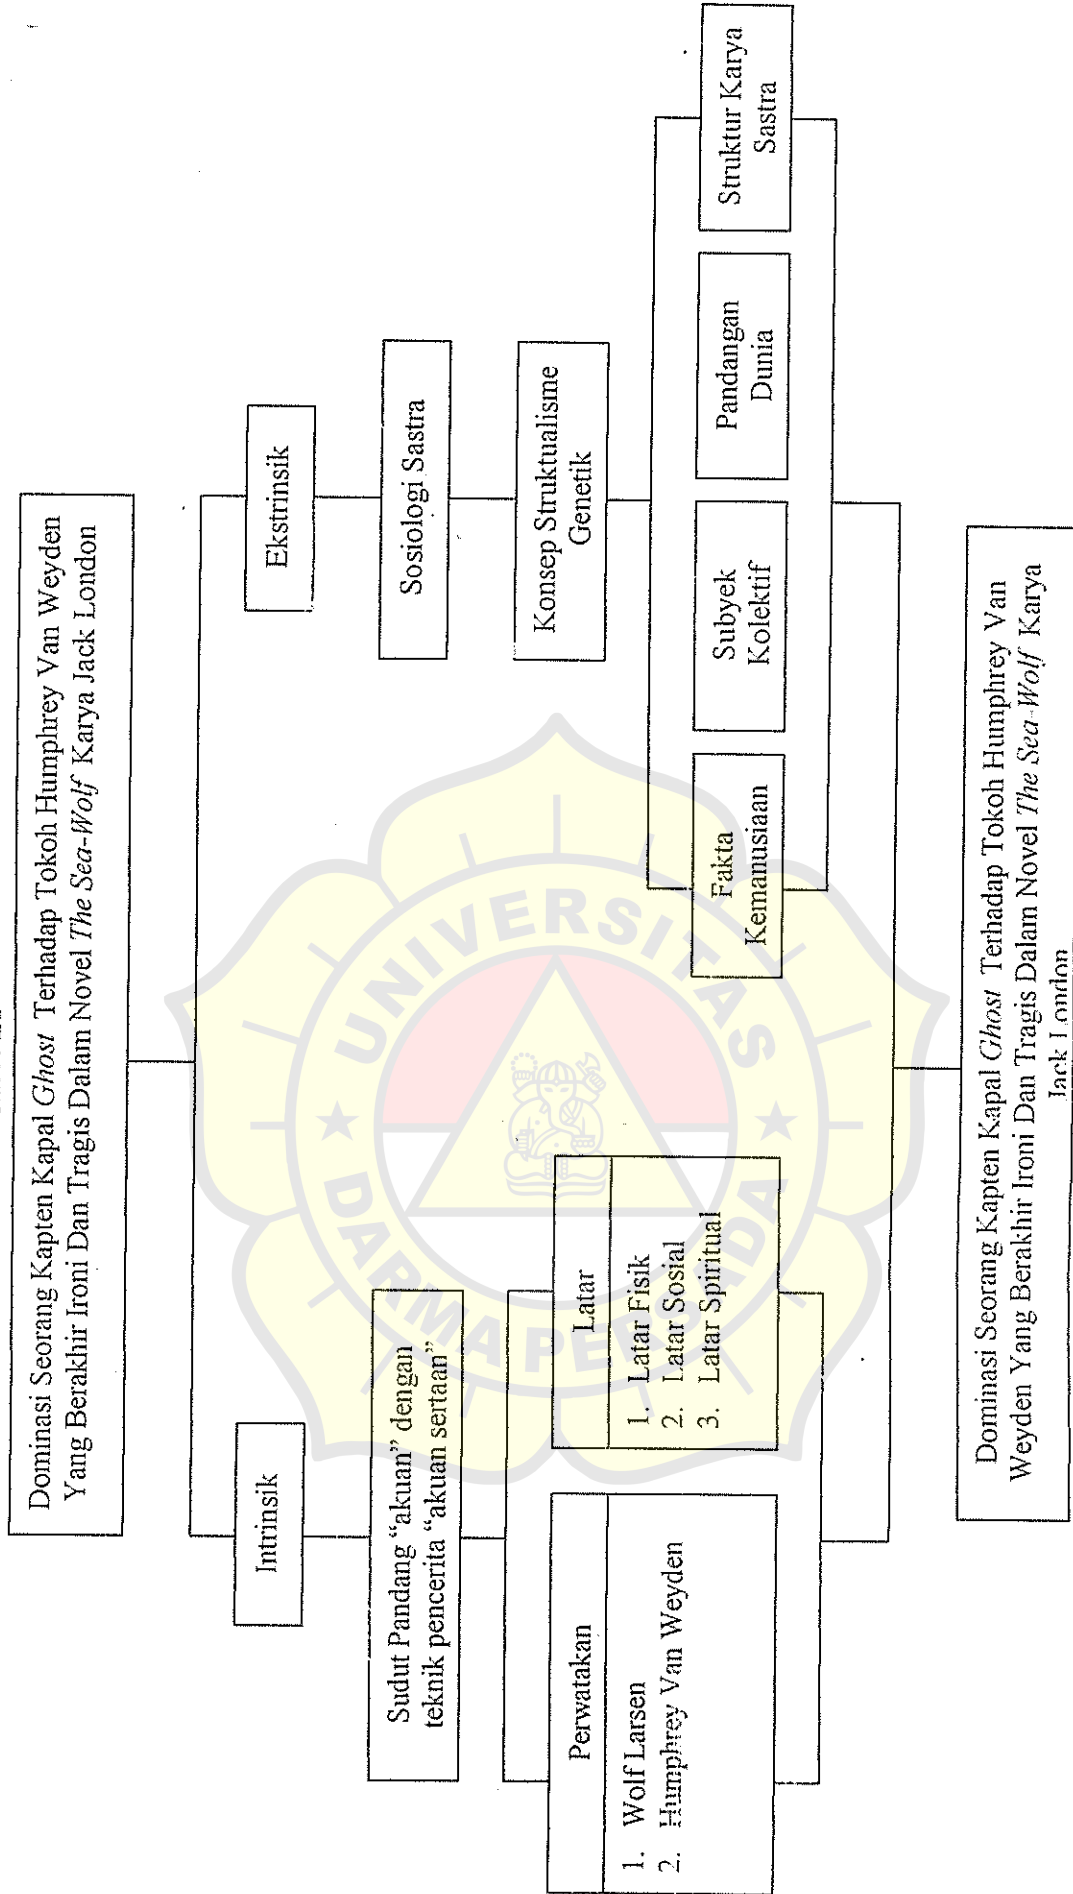 Dominasi Seorang Kapten Kapal Ghost Terhadap Tokoh Humphrey Van Weyden
Yang Berakhir Ironi Dan Tragis Dalam Novel The Sea-Wolf Karya Jack London
Intrinsik
Ekstrinsik
Sudut Pandang “akuan” dengan
teknik pencerita “akuan sertaan”
Sosiologi Sastra
Konsep Struktualisme
Genetik
Perwatakan
1. Wolf Larsen
2. Humphrey Van Weyden
Latar
1. Latar Fisik
2. Latar Sosial
3. Latar Spiritual
Fakta
Kemanusiaan
Subyek
Kolektif
Pandangan
Dunia
Struktur Karya
Sastra
Dominasi Seorang Kapten Kapal Ghost Terhadap Tokoh Humphrey Van
Weyden Yang Berakhir Ironi Dan Tragis Dalam Novel The Sea-Wolf Karya
Jack London
UNIVERSITAS
DARMA PERSADA